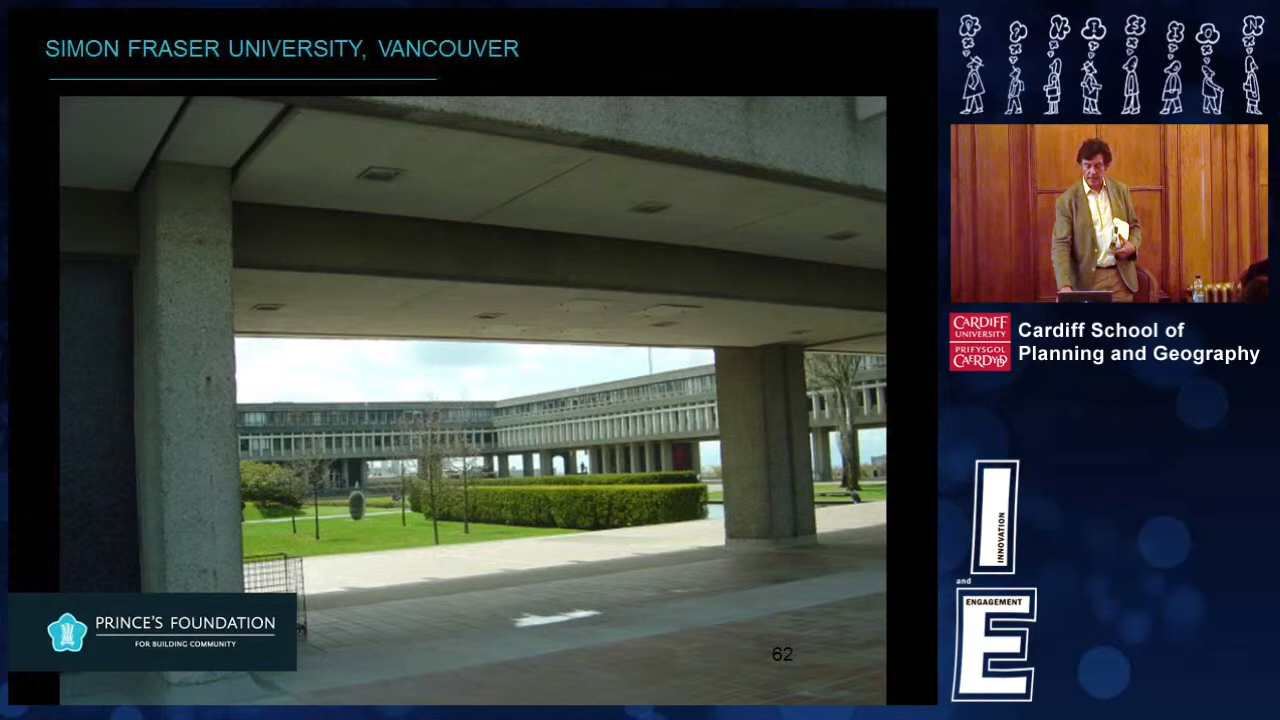 SIMON FRASER UNIVERSITY, VANCOUVER
PRINCE'S FOUNDATION
FOR BUILDING COMMUNITY
62
CARDIFF
UNIVERSITY
PRIFYSGOL
CAERDYDD
Cardiff School of
Planning and Geography
INNOVATION
I
and
ENGAGEMENT
E